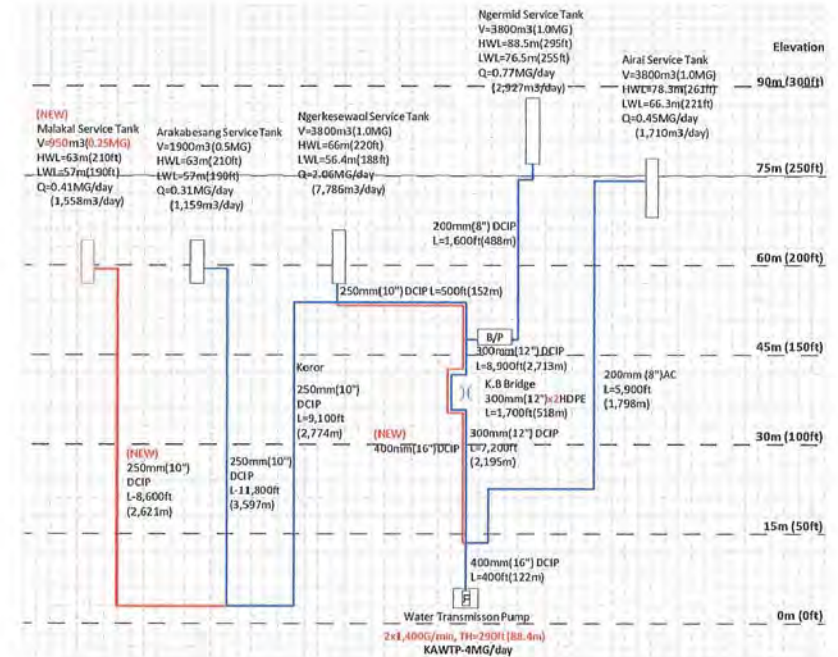 Ngermid Service Tank
V=3800m3(1.0MG)
HWL=88.5m(295ft)
LWL=76.5m(255ft)
Q=0.77MG/day
(2,927m3/day)
Airai Service Tank
V=3800m3(1.0MG)
HWL=78.3m(261ft)
LWL=66.3m(221ft)
Q=0.45MG/day
(1,710m3/day)
Elevation
90m (300ft)
(NEW)
Malakal Service Tank
V=950m3(0.25MG)
HWL=63m(210ft)
LWL=57m(190ft)
Q=0.41MG/day
(1,558m3/day)
Arakabesang Service Tank
V=1900m3(0.5MG)
HWL=63m(210ft)
LWL=57m(190ft)
Q=0.31MG/day
(1,159m3/day)
Ngerkesewaol Service Tank
V=3800m3(1.0MG)
HWL=66m(220ft)
LWL=56.4m(188ft)
Q=2.06MG/day
(7,786m3/day)
75m (250ft)
200mm(8") DCIP
L=1,600ft(488m)
60m (200ft)
250mm(10") DCIP L=500ft(152m)
B/P
45m (150ft)
300mm(12") DCIP
L=8,900ft(2,713m)
K.B Bridge
300mm(12")x2HDPE
L=1,700ft(518m)
200mm (8")AC
L=5,900ft
(1,798m)
Koror
250mm(10")
DCIP
L=9,100ft
(2,774m)
(NEW)
400mm(16") DCIP
300mm(12") DCIP
L=7,200ft
(2,195m)
30m (100ft)
(NEW)
250mm(10")
DCIP
L-8,600ft
(2,621m)
250mm(10")
DCIP
L-11,800ft
(3,597m)
15m (50ft)
400mm(16") DCIP
L=400ft(122m)
P
Water Transmisson Pump
0m (0ft)
2x1,400G/min, TH=290ft(88.4m)
KAWTP-4MG/day